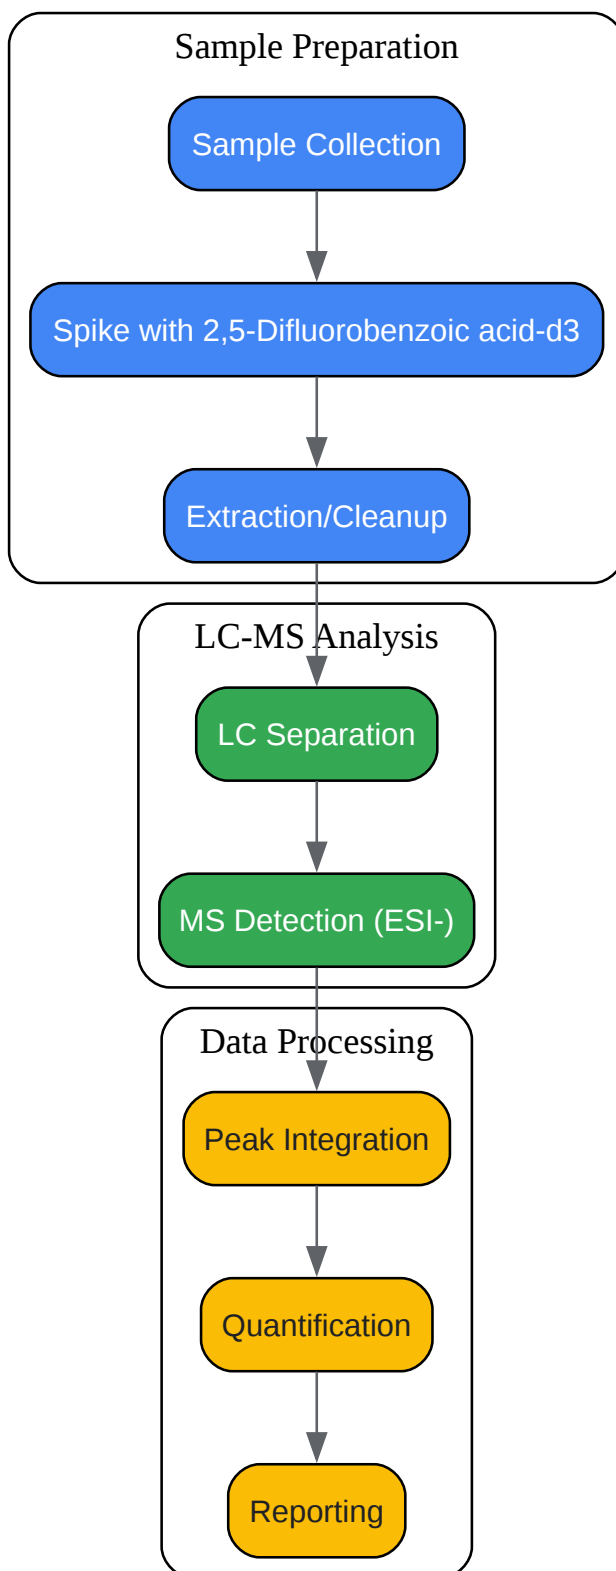 Sample Preparation
Sample Collection
Spike with 2,5-Difluorobenzoic acid-d3
Extraction/Cleanup
LC-MS Analysis
LC Separation
MS Detection (ESI-)
Data Processing
Peak Integration
Quantification
Reporting